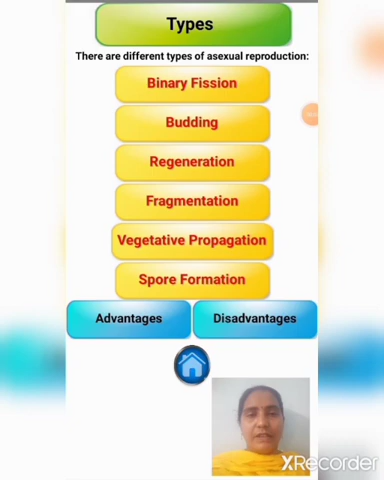 Types
There are different types of asexual reproduction:
Binary Fission
Budding
Regeneration
Fragmentation
Vegetative Propagation
Spore Formation
Advantages
Disadvantages
XRecorder